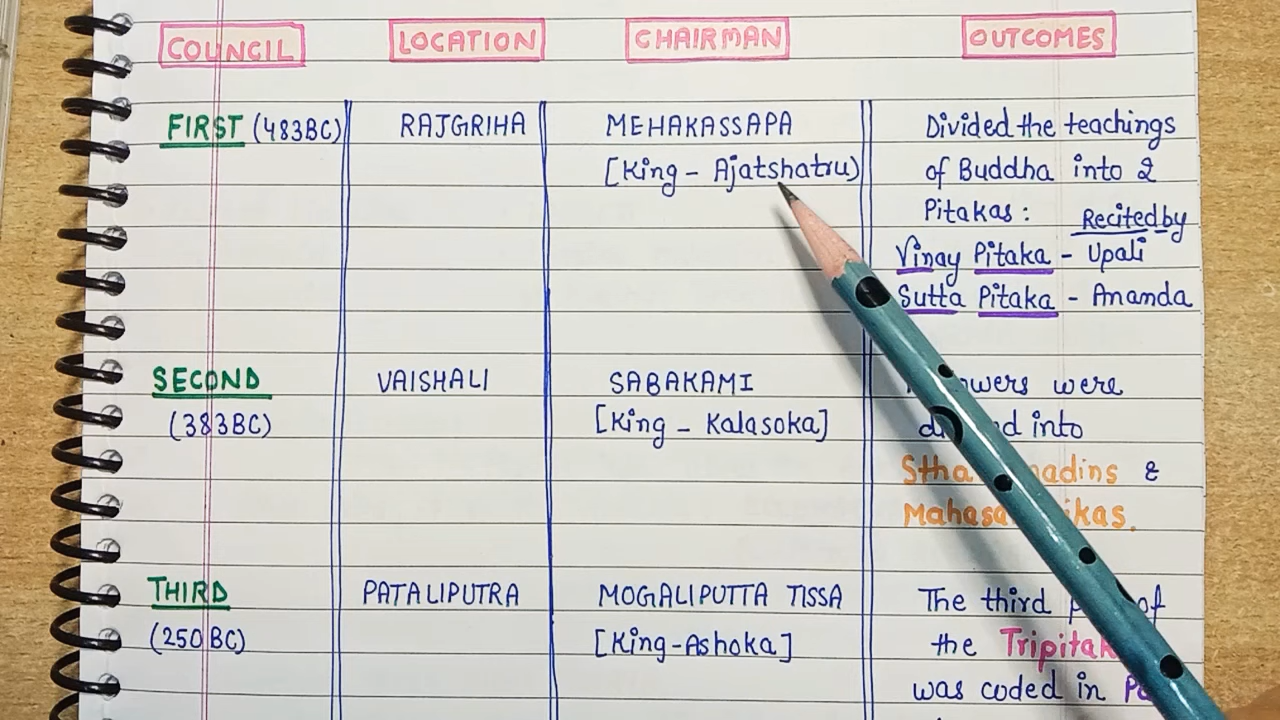 COUNCIL LOCATION CHAIRMAN OUTCOMES
FIRST (483BC) RAJGRIHA MEHAKASSAPA Divided the teachings
[King - Ajatshatru) of Buddha into 2
Pitakas: Recited by
Vinay Pitaka - Upali
Sutta Pitaka - Ananda
SECOND VAISHALI SABAKAMI were
(383BC) [King - Kalasoka] into
&
THIRD PATALIPUTRA MOGALIPUTTA TISSA The third of
(250BC) [King-Ashoka] the
was coded in